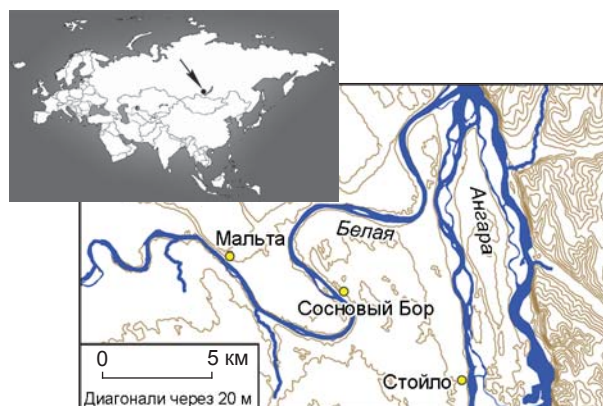 Белая
Ангара
Мальта
Сосновый Бор
0 5 км
Стойло
Диагонали через 20 м